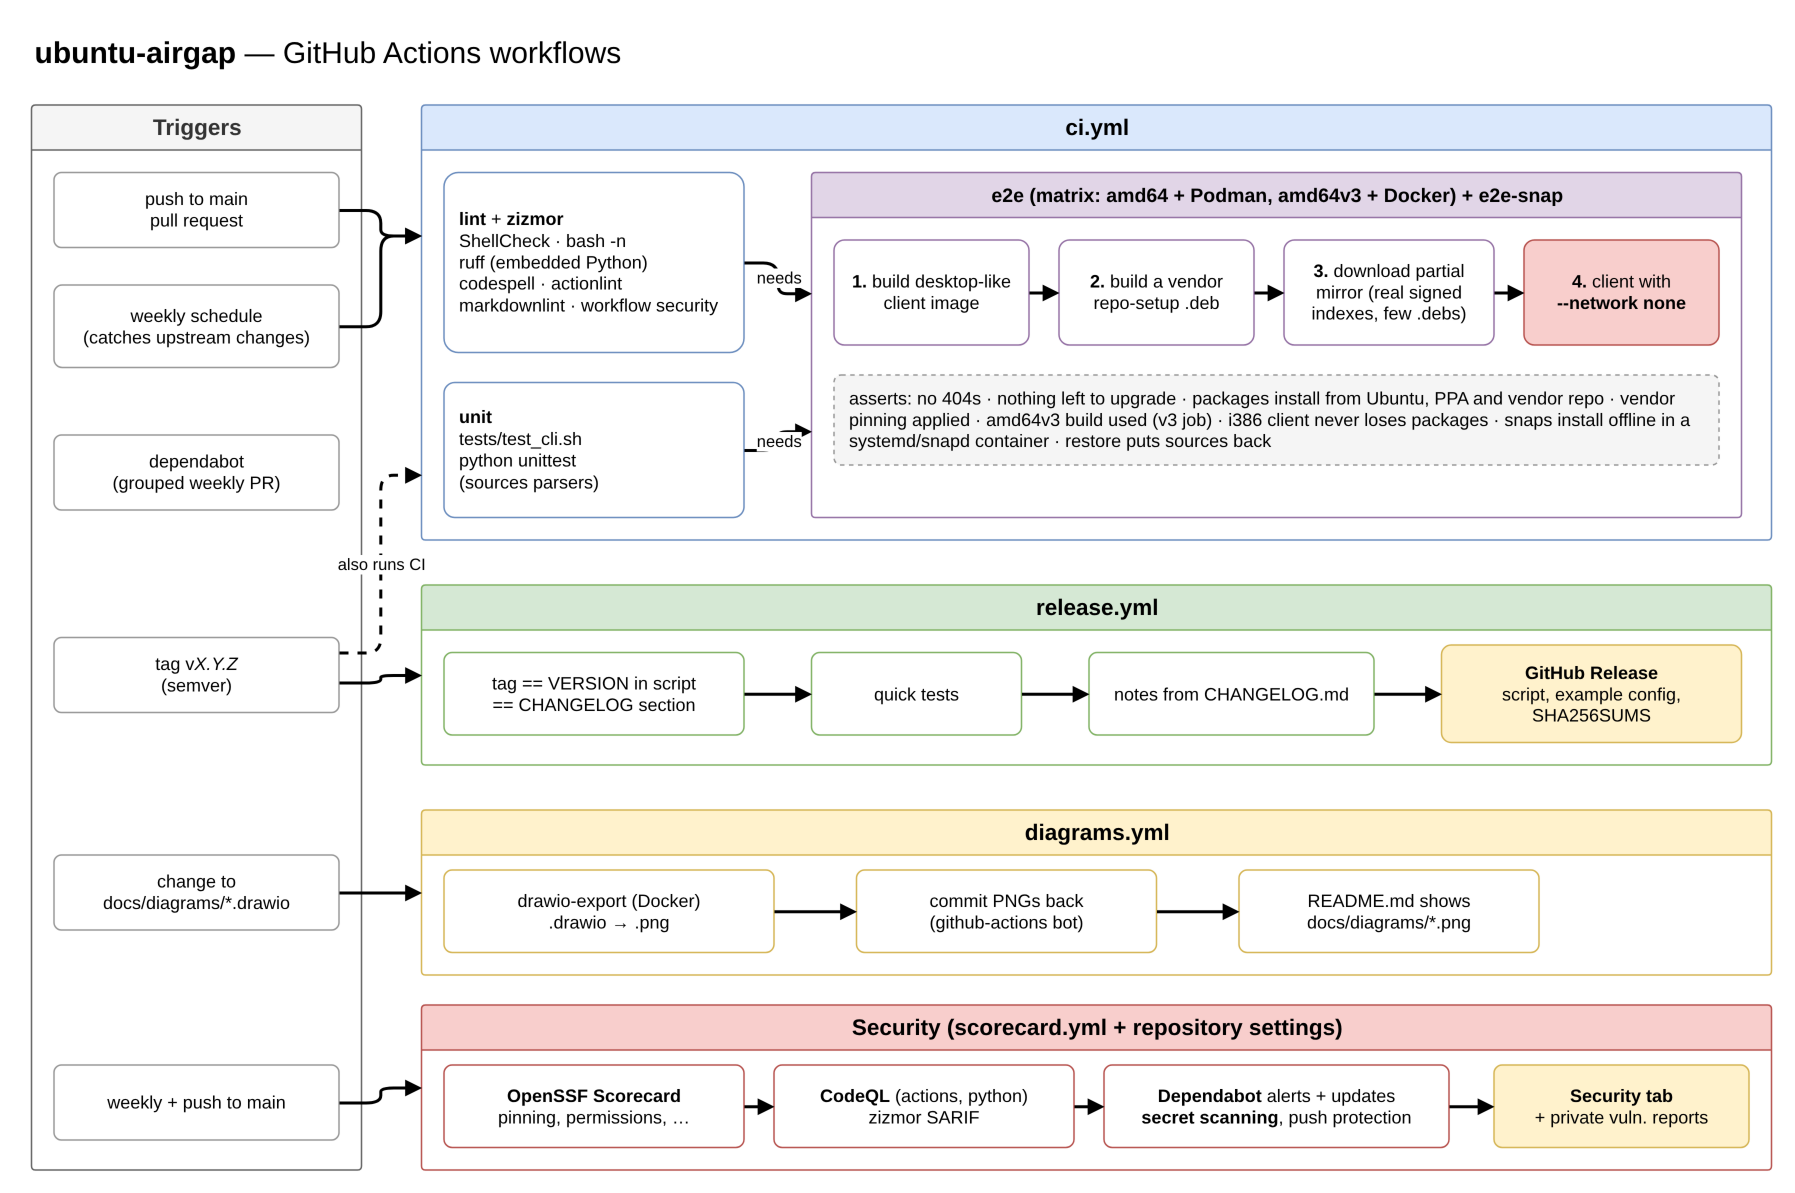 ubuntu-airgap — GitHub Actions workflows
Triggers
push to main
pull request
weekly schedule
(catches upstream changes)
dependabot
(grouped weekly PR)
also runs CI
tag vX.Y.Z
(semver)
change to
docs/diagrams/*.drawio
weekly + push to main
ci.yml
lint + zizmor
ShellCheck · bash -n
ruff (embedded Python)
codespell · actionlint
markdownlint · workflow security
needs
unit
tests/test_cli.sh
python unittest
(sources parsers)
needs
e2e (matrix: amd64 + Podman, amd64v3 + Docker) + e2e-snap
1. build desktop-like
client image
2. build a vendor
repo-setup .deb
3. download partial
mirror (real signed
indexes, few .debs)
4. client with
--network none
asserts: no 404s · nothing left to upgrade · packages install from Ubuntu, PPA and vendor repo · vendor
pinning applied · amd64v3 build used (v3 job) · i386 client never loses packages · snaps install offline in a
systemd/snapd container · restore puts sources back
release.yml
tag == VERSION in script
== CHANGELOG section
quick tests
notes from CHANGELOG.md
GitHub Release
script, example config,
SHA256SUMS
diagrams.yml
drawio-export (Docker)
.drawio → .png
commit PNGs back
(github-actions bot)
README.md shows
docs/diagrams/*.png
Security (scorecard.yml + repository settings)
OpenSSF Scorecard
pinning, permissions, …
CodeQL (actions, python)
zizmor SARIF
Dependabot alerts + updates
secret scanning, push protection
Security tab
+ private vuln. reports